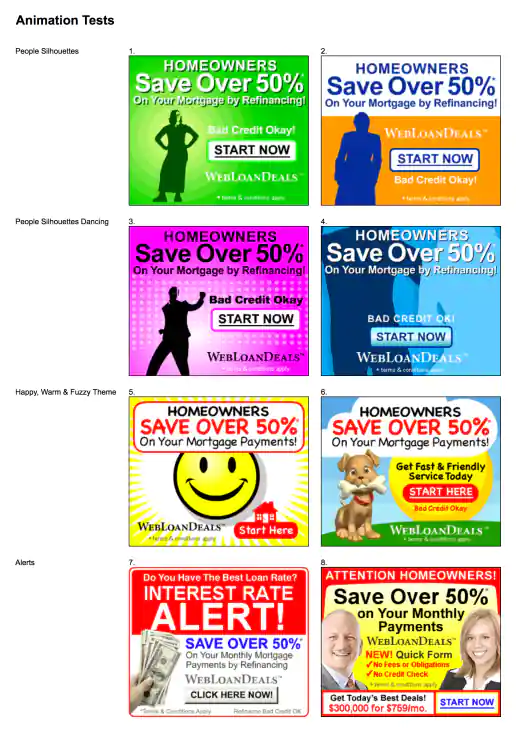 Animation Tests
People Silhouettes
1.
HOMEOWNERS
Save Over 50%*
On Your Mortgage by Refinancing!
Bad Credit Okay!
START NOW
WEBLOANDEALS™
* terms & conditions apply
2.
HOMEOWNERS
Save Over 50%*
On Your Mortgage by Refinancing!
WEBLOANDEALS™
START NOW
Bad Credit Okay!
* terms & conditions apply
People Silhouettes Dancing
3.
HOMEOWNERS
Save Over 50%*
On Your Mortgage by Refinancing!
Bad Credit Okay
START NOW
WEBLOANDEALS™
* terms & conditions apply
4.
HOMEOWNERS
Save Over 50%*
On Your Mortgage by Refinancing!
BAD CREDIT OK!
START NOW
WEBLOANDEALS™
* terms & conditions apply
Happy, Warm & Fuzzy Theme
5.
HOMEOWNERS
SAVE OVER 50%*
On Your Mortgage Payments!
WEBLOANDEALS™
* terms & conditions apply
Start Here
6.
HOMEOWNERS
SAVE OVER 50%*
On Your Mortgage Payments!
Get Fast & Friendly
Service Today
START HERE
Bad Credit Okay
WEBLOANDEALS™
* terms & conditions apply
Alerts
7.
Do You Have The Best Loan Rate?
INTEREST RATE
ALERT!
SAVE OVER 50%*
On Your Monthly Mortgage
Payments by Refinancing
WEBLOANDEALS™
CLICK HERE NOW!
*Terms & Conditions Apply
Refinance Bad Credit OK
8.
ATTENTION HOMEOWNERS!
Save Over 50%*
on Your Monthly
Payments
WEBLOANDEALS™
NEW! Quick Form
✓No Fees or Obligations
✓No Credit Check
* terms & conditions apply
Get Today's Best Deals!
$300,000 for $759/mo.
START NOW